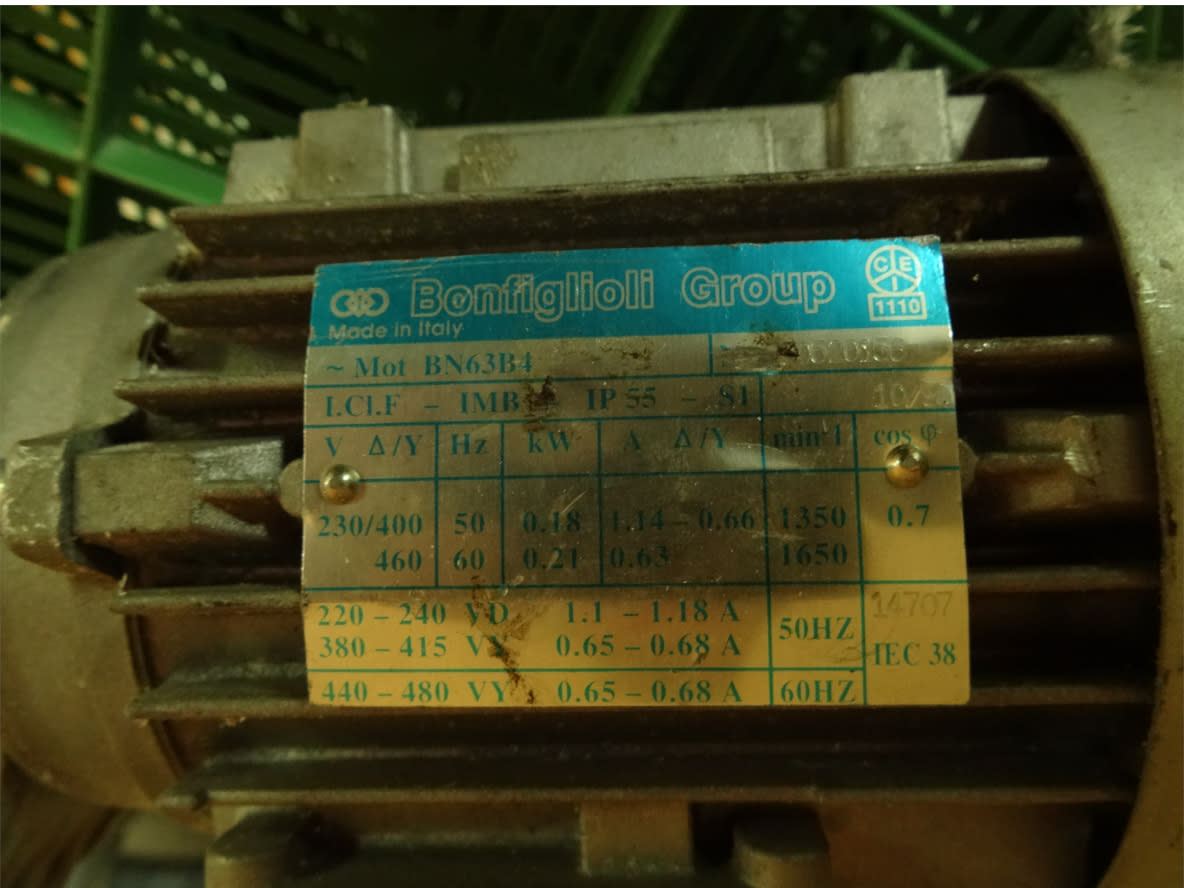 Bonfiglioli Group
CEI
1110
Made in Italy
~ Mot BN63B4
I.Cl.F – IMB IP 55 – S1
V Δ/Y Hz kW A Δ/Y min-1 cos φ
230/400 50 0.18 1.14 – 0.66 1350 0.7
460 60 0.21 0.63 1650
220 – 240 VD 1.1 – 1.18 A
380 – 415 VY 0.65 – 0.68 A
50HZ
14707
IEC 38
440 – 480 VY 0.65 – 0.68 A 60HZ